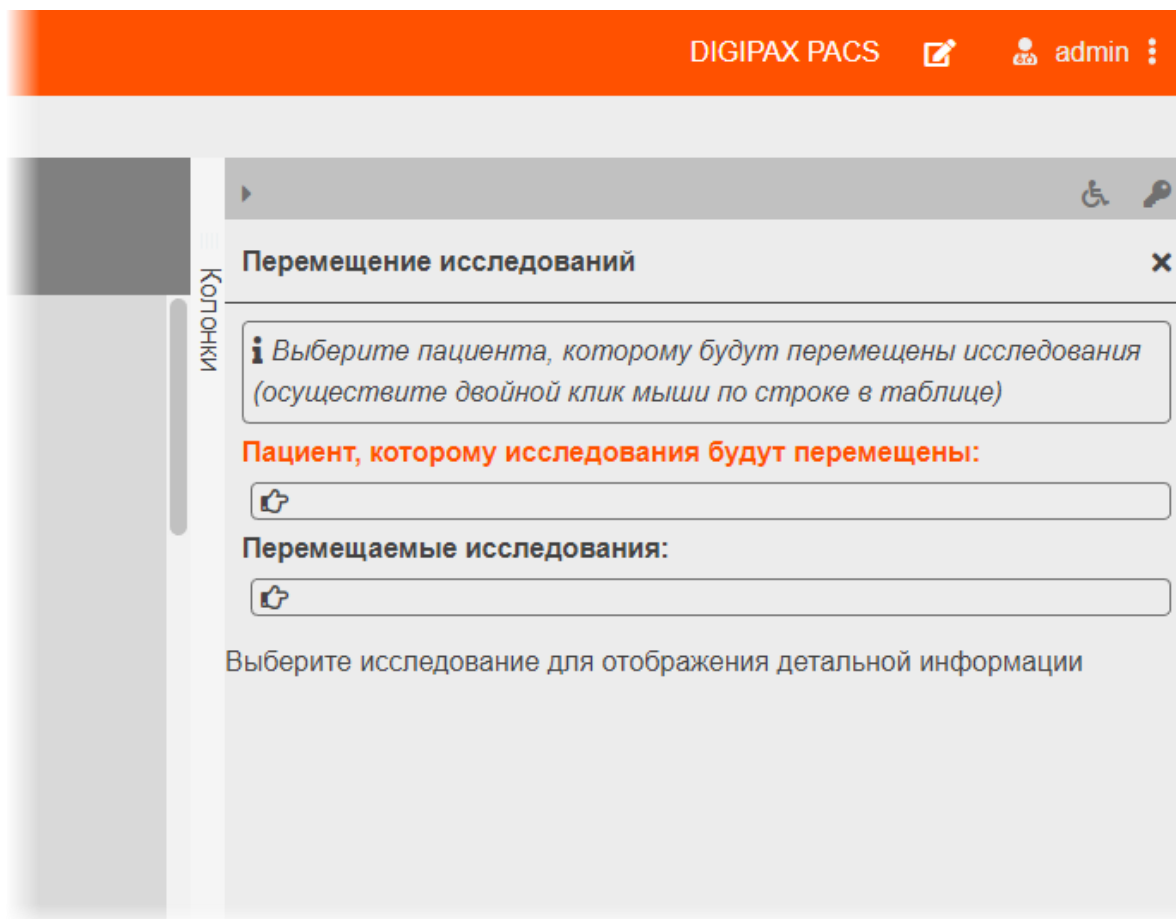 DIGIPAX PACS admin
Колонки
Перемещение исследований
Выберите пациента, которому будут перемещены исследования
(осуществите двойной клик мыши по строке в таблице)
Пациент, которому исследования будут перемещены:
Перемещаемые исследования:
Выберите исследование для отображения детальной информации